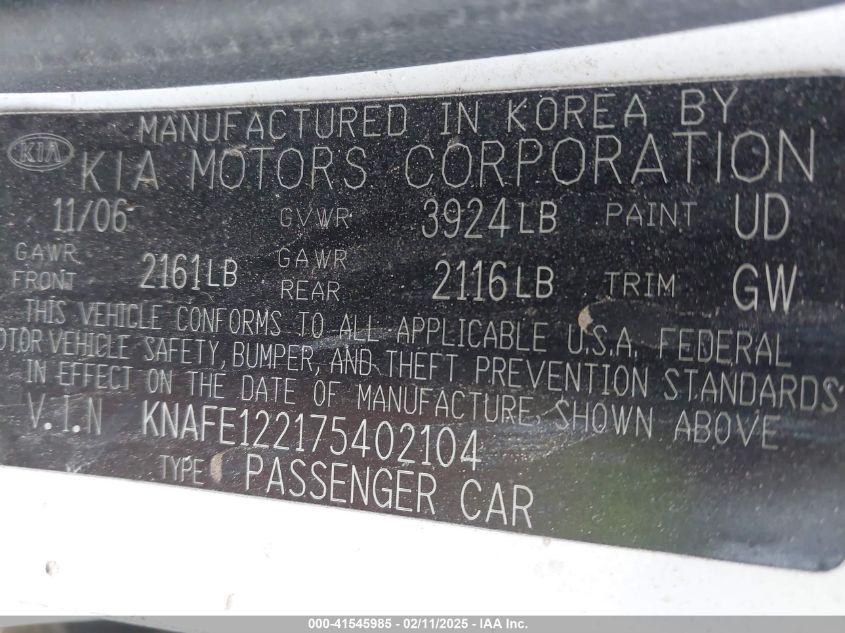 MANUFACTURED IN KOREA BY
KIA KIA MOTORS CORPORATION
11/06 GVWR 3924LB PAINT UD
GAWR FRONT 2161LB GAWR REAR 2116LB TRIM GW
THIS VEHICLE CONFORMS TO ALL APPLICABLE U.S.A. FEDERAL
MOTOR VEHICLE SAFETY, BUMPER, AND THEFT PREVENTION STANDARDS
IN EFFECT ON THE DATE OF MANUFACTURE SHOWN ABOVE
V.I.N KNAFE122175402104
TYPE PASSENGER CAR
000-41545985 - 02/11/2025 - IAA Inc.